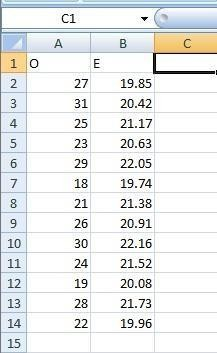 C1
A B C
1 O E
2 27 19.85
3 31 20.42
4 25 21.17
5 23 20.63
6 29 22.05
7 18 19.74
8 21 21.38
9 26 20.91
10 30 22.16
11 24 21.52
12 19 20.08
13 28 21.73
14 22 19.96
15